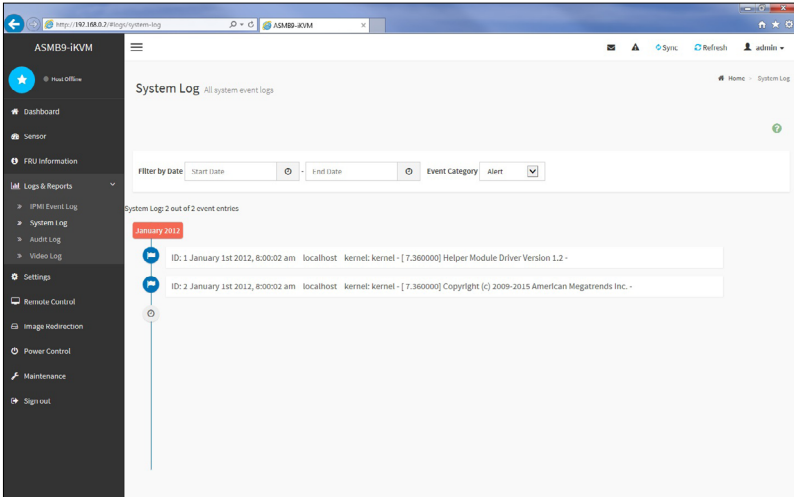 http://192.168.0.2/#logs/system-log
ASMB9-iKVM
ASMB9-iKVM
Sync
Refresh
admin
Host Offline
System Log All system event logs
Home - System Log
Dashboard
Sensor
FRU Information
Logs & Reports
IPMI Event Log
System Log
Audit Log
Video Log
Settings
Remote Control
Image Redirection
Power Control
Maintenance
Sign out
Filter by Date Start Date - End Date Event Category Alert
System Log: 2 out of 2 event entries
January 2012
ID: 1 January 1st 2012, 8:00:02 am localhost kernel: kernel - [ 7.360000] Helper Module Driver Version 1.2 -
ID: 2 January 1st 2012, 8:00:02 am localhost kernel: kernel - [ 7.360000] Copyright (c) 2009-2015 American Megatrends Inc. -